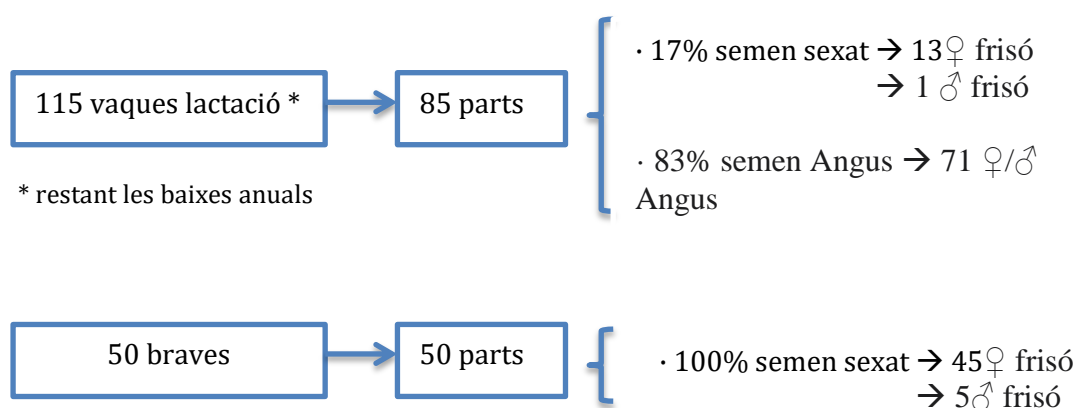 115 vaques lactació *
85 parts
· 17% semen sexat → 13♀ frisó
→ 1 ♂ frisó
· 83% semen Angus → 71 ♀/♂
Angus
* restant les baixes anuals
50 braves
50 parts
· 100% semen sexat → 45♀ frisó
→ 5♂ frisó